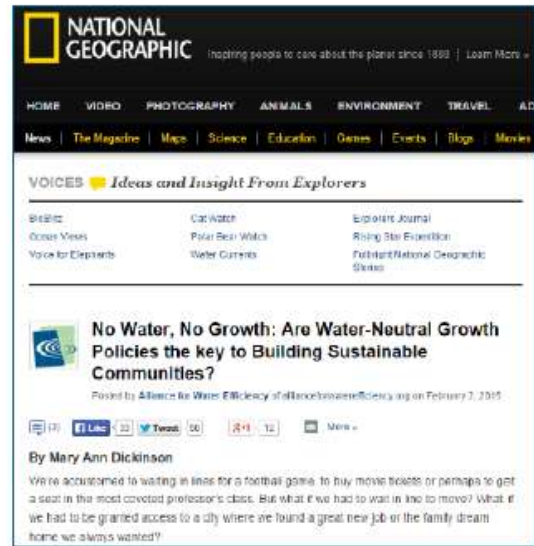 NATIONAL
GEOGRAPHIC
Inspiring people to care about the planet since 1888 | Learn More »
HOME VIDEO PHOTOGRAPHY ANIMALS ENVIRONMENT TRAVEL AD
News | The Magazine | Maps | Science | Education | Games | Events | Blogs | Movies
VOICES Ideas and Insight From Explorers
BioBlitz Cat Watch Explorers Journal
Ocean Views Polar Bear Watch Rising Star Expedition
Voice for Elephants Water Currents Fulbright National Geographic
Stories
No Water, No Growth: Are Water-Neutral Growth
Policies the key to Building Sustainable
Communities?
Posted by Alliance for Water Efficiency of allianceforwaterefficiency.org on February 2, 2015
(3) Like 33 Tweet 50 +1 12 More »
By Mary Ann Dickinson
We're accustomed to waiting in lines for a football game, to buy movie tickets or perhaps to get
a seat in the most coveted professor's class. But what if we had to wait in line to move? What if
we had to be granted access to a city where we found a great new job or the family dream
home we always wanted?